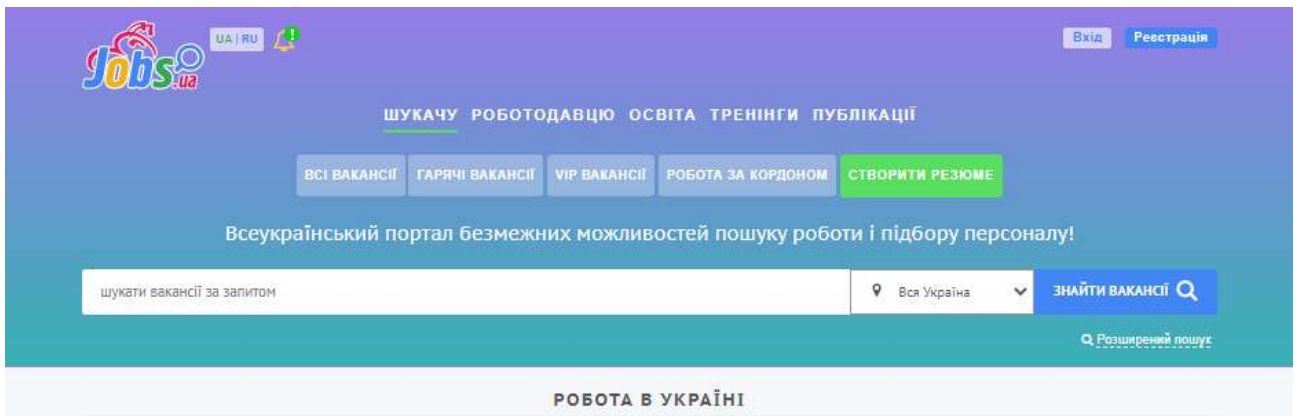 Jobs.ua
UA | RU
Вхід
Реєстрація
ШУКАЧУ РОБОТОДАВЦЮ ОСВІТА ТРЕНІНГИ ПУБЛІКАЦІЇ
ВСІ ВАКАНСІЇ ГАРЯЧІ ВАКАНСІЇ VIP ВАКАНСІЇ РОБОТА ЗА КОРДОНОМ СТВОРИТИ РЕЗЮМЕ
Всеукраїнський портал безмежних можливостей пошуку роботи і підбору персоналу!
шукати вакансії за запитом
Вся Україна
ЗНАЙТИ ВАКАНСІЇ
Розширений пошук
РОБОТА В УКРАЇНІ